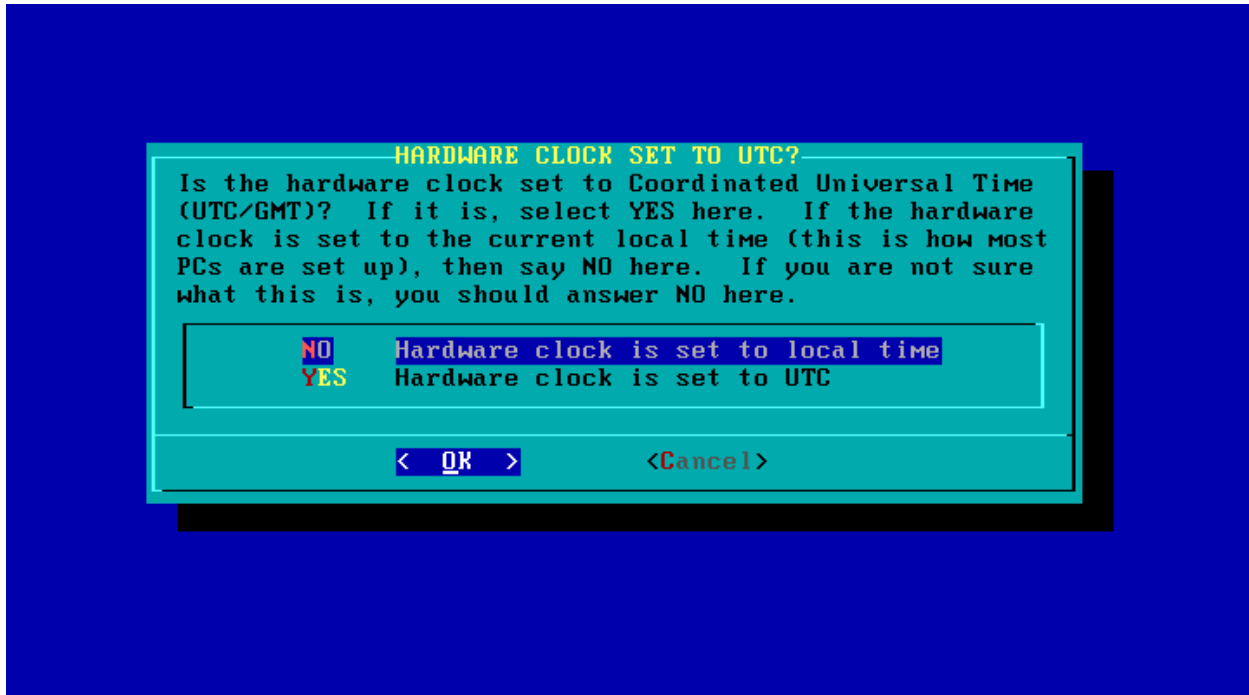 HARDWARE CLOCK SET TO UTC?
Is the hardware clock set to Coordinated Universal Time
(UTC/GMT)?  If it is, select YES here.  If the hardware
clock is set to the current local time (this is how most
PCs are set up), then say NO here.  If you are not sure
what this is, you should answer NO here.
NO Hardware clock is set to local time
YES Hardware clock is set to UTC
< OK > <Cancel>